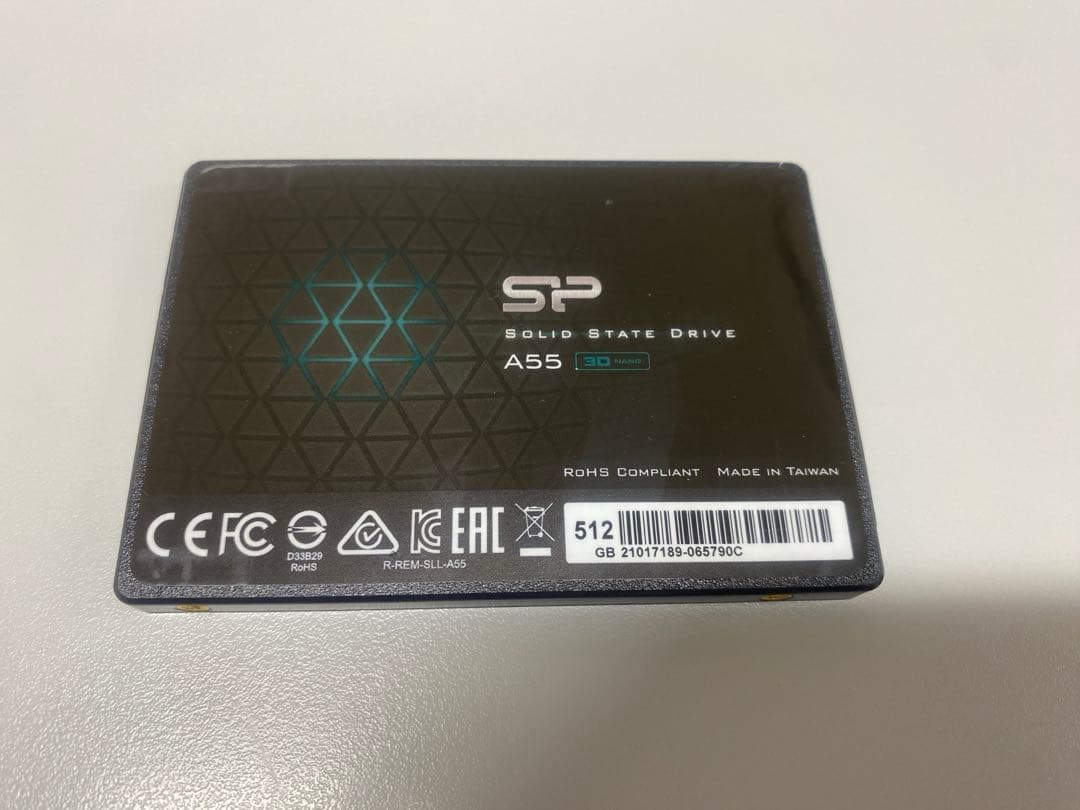 SP
SOLID STATE DRIVE
A55 3D NAND
ROHS COMPLIANT MADE IN TAIWAN
CE FC D33B29 RoHS R-REM-SLL-A55 EAC
512 GB 21017189-065790C